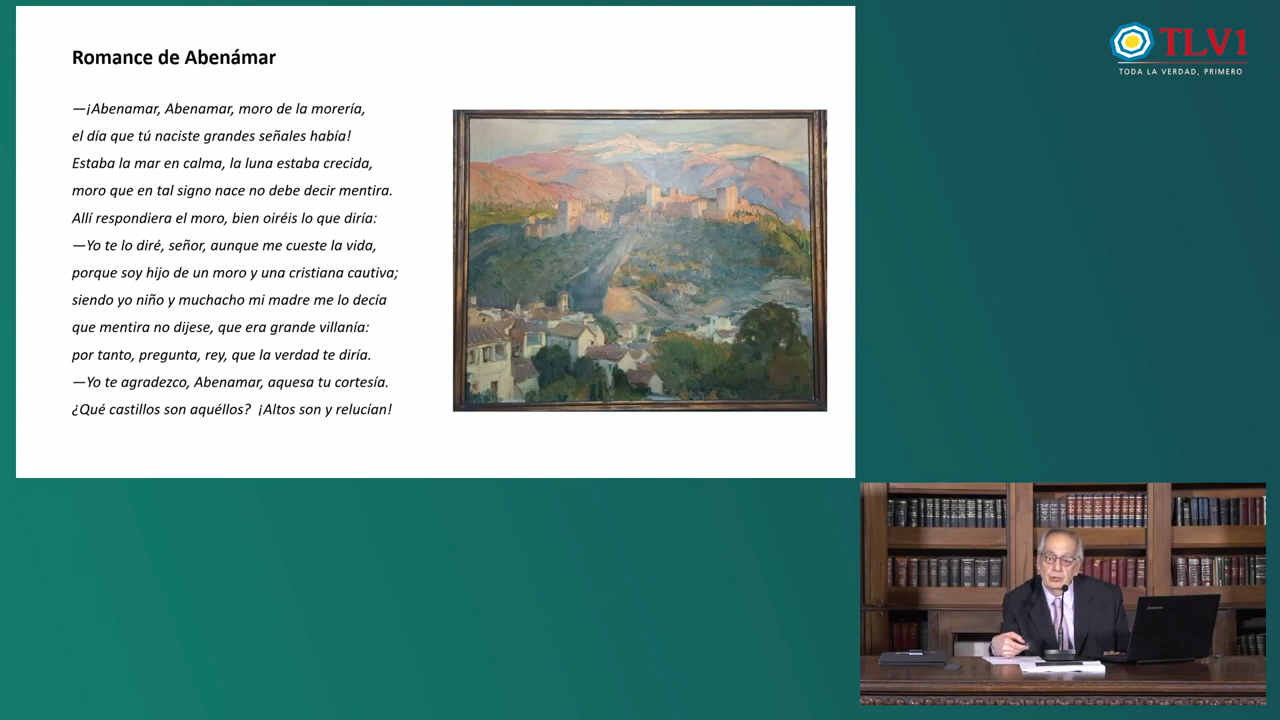 Romance de Abenámar
—¡Abenamar, Abenamar, moro de la morería,
el día que tú naciste grandes señales había!
Estaba la mar en calma, la luna estaba crecida,
moro que en tal signo nace no debe decir mentira.
Allí respondiera el moro, bien oiréis lo que diría:
—Yo te lo diré, señor, aunque me cueste la vida,
porque soy hijo de un moro y una cristiana cautiva;
siendo yo niño y muchacho mi madre me lo decía
que mentira no dijese, que era grande villanía:
por tanto, pregunta, rey, que la verdad te diría.
—Yo te agradezco, Abenamar, aquesa tu cortesía.
¿Qué castillos son aquéllos? ¡Altos son y relucían!
TLV1
TODA LA VERDAD, PRIMERO